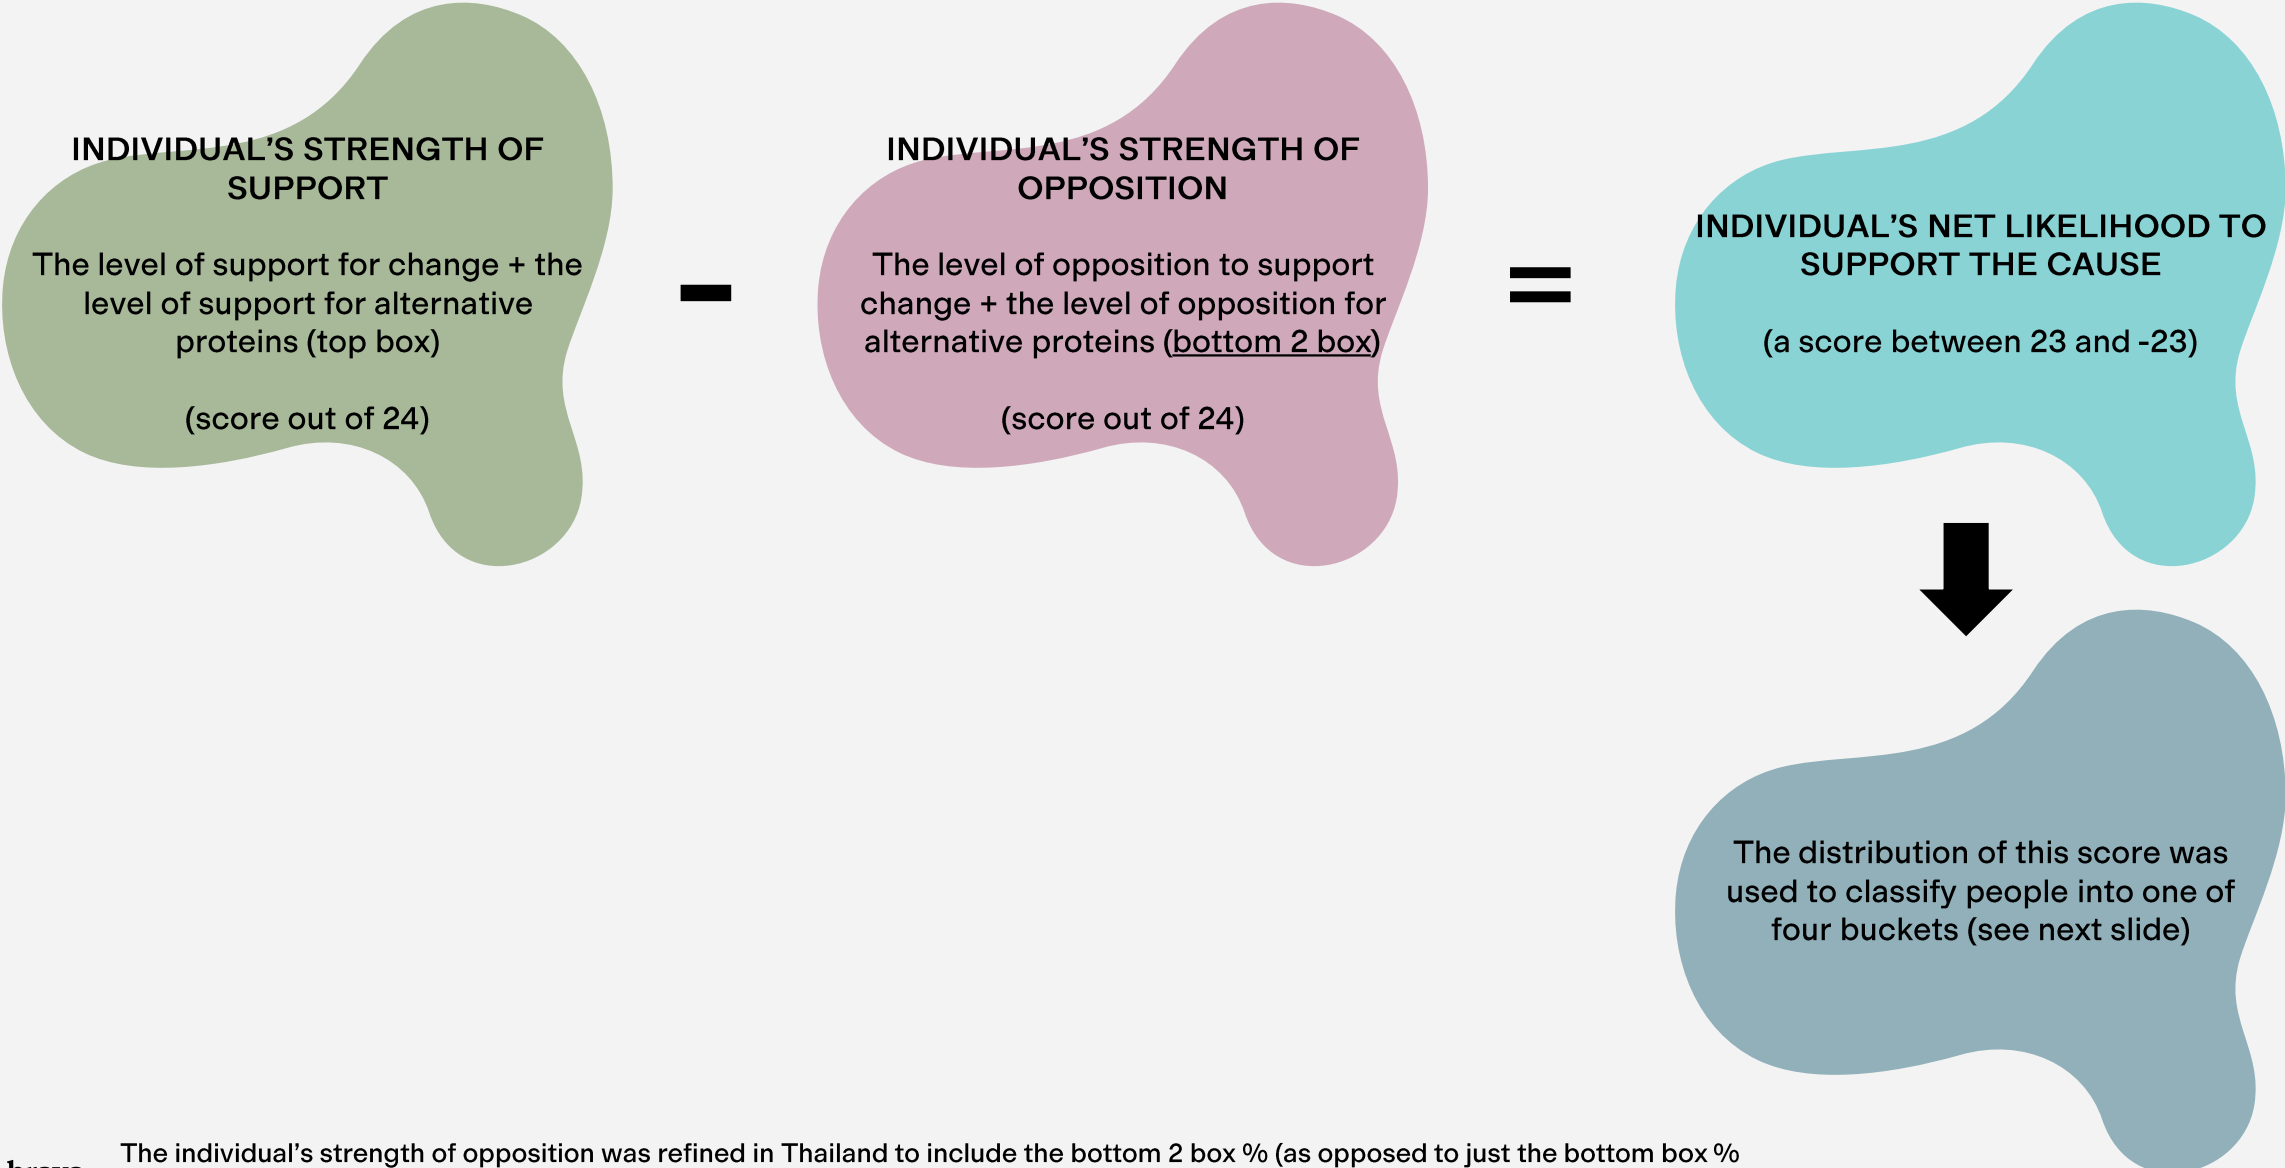 INDIVIDUAL’S STRENGTH OF
SUPPORT
The level of support for change + the
level of support for alternative
proteins (top box)
(score out of 24)
-
INDIVIDUAL’S STRENGTH OF
OPPOSITION
The level of opposition to support
change + the level of opposition for
alternative proteins (bottom 2 box)
(score out of 24)
=
INDIVIDUAL’S NET LIKELIHOOD TO
SUPPORT THE CAUSE
(a score between 23 and -23)
The distribution of this score was
used to classify people into one of
four buckets (see next slide)
The individual’s strength of opposition was refined in Thailand to include the bottom 2 box % (as opposed to just the bottom box %